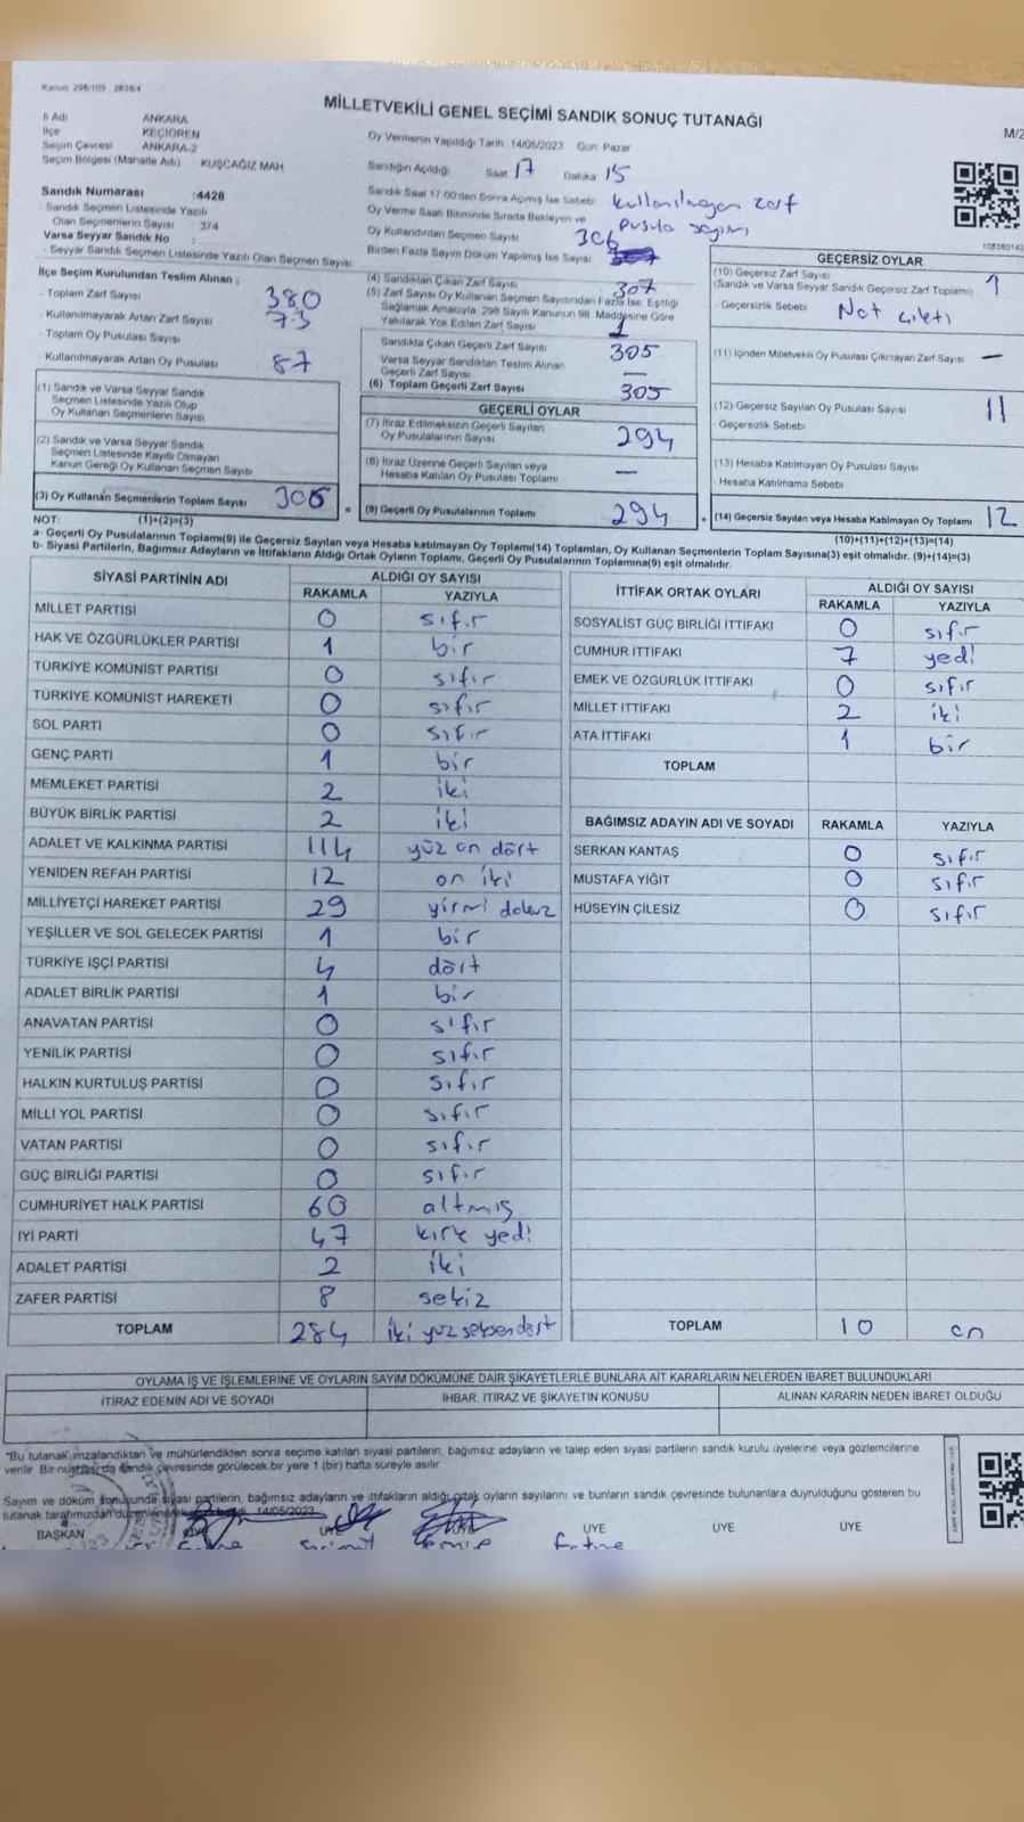 Kanun 298/105 2838/4
MİLLETVEKİLİ GENEL SEÇİMİ SANDIK SONUÇ TUTANAĞI
M/2
İl Adı ANKARA
İlçe KEÇİÖREN
Seçim Çevresi ANKARA-2
Seçim Bölgesi (Mahalle Adı) KUŞCAĞIZ MAH
Sandık Numarası :4428
Sandık Seçmen Listesinde Yazılı
Olan Seçmenlerin Sayısı 374
Varsa Seyyar Sandık No :
Seyyar Sandık Seçmen Listesinde Yazılı Olan Seçmen Sayısı
Oy Vermenin Yapıldığı Tarih: 14/05/2023 Gün: Pazar
Sandığın Açıldığı Saat 17 Dakika 15
Sandık Saat 17:00'den Sonra Açılmış İse Sebebi kullanılmayan zarf
pusula sayımı
Oy Verme Saati Bitiminde Sırada Bekleyen ve
Oy Kullandırılan Seçmen Sayısı
306
Birden Fazla Sayım Döküm Yapılmış İse Sayısı
İlçe Seçim Kurulundan Teslim Alınan :
Toplam Zarf Sayısı 380
Kullanılmayarak Artan Zarf Sayısı 73
Toplam Oy Pusulası Sayısı
Kullanılmayarak Artan Oy Pusulası 87
(1) Sandık ve Varsa Seyyar Sandık
Seçmen Listesinde Yazılı Olup
Oy Kullanan Seçmenlerin Sayısı
(2) Sandık ve Varsa Seyyar Sandık
Seçmen Listesinde Kayıtlı Olmayan
Kanun Gereği Oy Kullanan Seçmen Sayısı
(3) Oy Kullanan Seçmenlerin Toplam Sayısı 306
(1)+(2)=(3)
(4) Sandıktan Çıkan Zarf Sayısı 307
(5) Zarf Sayısı Oy Kullanan Seçmen Sayısından Fazla İse; Eşitliği
Sağlamak Amacıyla, 298 Sayılı Kanunun 98. Maddesine Göre
Yakılarak Yok Edilen Zarf Sayısı 1
Sandıkta Çıkan Geçerli Zarf Sayısı 305
Varsa Seyyar Sandıktan Teslim Alınan
Geçerli Zarf Sayısı —
(6) Toplam Geçerli Zarf Sayısı 305
GEÇERLİ OYLAR
(7) İtiraz Edilmeksizin Geçerli Sayılan
Oy Pusulalarının Sayısı 294
(8) İtiraz Üzerine Geçerli Sayılan veya
Hesaba Katılan Oy Pusulası Toplamı —
(9) Geçerli Oy Pusulalarının Toplamı 294
GEÇERSİZ OYLAR
(10) Geçersiz Zarf Sayısı
(Sandık ve Varsa Seyyar Sandık Geçersiz Zarf Toplamı) 1
Geçersizlik Sebebi Not
(11) İçinden Milletvekili Oy Pusulası Çıkmayan Zarf Sayısı —
(12) Geçersiz Sayılan Oy Pusulası Sayısı 11
Geçersizlik Sebebi
(13) Hesaba Katılmayan Oy Pusulası Sayısı
Hesaba Katılmama Sebebi
(14) Geçersiz Sayılan veya Hesaba Katılmayan Oy Toplamı 12
(10)+(11)+(12)+(13)=(14)
NOT:
a- Geçerli Oy Pusulalarının Toplamı(9) ile Geçersiz Sayılan veya Hesaba katılmayan Oy Toplamı(14) Toplamları, Oy Kullanan Seçmenlerin Toplam Sayısına(3) eşit olmalıdır. (9)+(14)=(3)
b- Siyasi Partilerin, Bağımsız Adayların ve İttifakların Aldığı Ortak Oyların Toplamı, Geçerli Oy Pusulalarının Toplamına(9) eşit olmalıdır.
SİYASİ PARTİNİN ADI ALDIĞI OY SAYISI
RAKAMLA YAZIYLA
MİLLET PARTİSİ 0 sıfır
HAK VE ÖZGÜRLÜKLER PARTİSİ 1 bir
TÜRKİYE KOMÜNİST PARTİSİ 0 sıfır
TÜRKİYE KOMÜNİST HAREKETİ 0 sıfır
SOL PARTİ 0 sıfır
GENÇ PARTİ 1 bir
MEMLEKET PARTİSİ 2 iki
BÜYÜK BİRLİK PARTİSİ 2 iki
ADALET VE KALKINMA PARTİSİ 114 yüz on dört
YENİDEN REFAH PARTİSİ 12 on iki
MİLLİYETÇİ HAREKET PARTİSİ 29 yirmi dokuz
YEŞİLLER VE SOL GELECEK PARTİSİ 1 bir
TÜRKİYE İŞÇİ PARTİSİ 4 dört
ADALET BİRLİK PARTİSİ 1 bir
ANAVATAN PARTİSİ 0 sıfır
YENİLİK PARTİSİ 0 sıfır
HALKIN KURTULUŞ PARTİSİ 0 sıfır
MİLLİ YOL PARTİSİ 0 sıfır
VATAN PARTİSİ 0 sıfır
GÜÇ BİRLİĞİ PARTİSİ 0 sıfır
CUMHURİYET HALK PARTİSİ 60 altmış
İYİ PARTİ 47 kırk yedi
ADALET PARTİSİ 2 iki
ZAFER PARTİSİ 8 sekiz
TOPLAM 284 iki yüz seksen dört
İTTİFAK ORTAK OYLARI ALDIĞI OY SAYISI
RAKAMLA YAZIYLA
SOSYALİST GÜÇ BİRLİĞİ İTTİFAKI 0 sıfır
CUMHUR İTTİFAKI 7 yedi
EMEK VE ÖZGÜRLÜK İTTİFAKI 0 sıfır
MİLLET İTTİFAKI 2 iki
ATA İTTİFAKI 1 bir
TOPLAM
BAĞIMSIZ ADAYIN ADI VE SOYADI RAKAMLA YAZIYLA
SERKAN KANTAŞ 0 sıfır
MUSTAFA YİĞİT 0 sıfır
HÜSEYİN ÇİLESİZ 0 sıfır
TOPLAM 10 on
OYLAMA İŞ VE İŞLEMLERİNE VE OYLARIN SAYIM DÖKÜMÜNE DAİR ŞİKAYETLERLE BUNLARA AİT KARARLARIN NELERDEN İBARET BULUNDUKLARI
İTİRAZ EDENİN ADI VE SOYADI İHBAR, İTİRAZ VE ŞİKAYETİN KONUSU ALINAN KARARIN NEDEN İBARET OLDUĞU
"Bu tutanak imzalandıktan ve mühürlendikten sonra seçime katılan siyasi partilerin, bağımsız adayların ve talep eden siyasi partilerin sandık kurulu üyelerine veya gözlemcilerine
verilir. Bir nüshası da sandık çevresinde görülecek bir yere 1 (bir) hafta süreyle asılır.
Sayım ve döküm sonucunda siyasi partilerin, bağımsız adayların ve ittifakların aldığı ortak oyların sayılarını ve bunların sandık çevresinde bulunanlara duyrulduğunu gösteren bu
tutanak tarafımızdan 14/05/2023
BAŞKAN ÜYE ÜYE ÜYE ÜYE